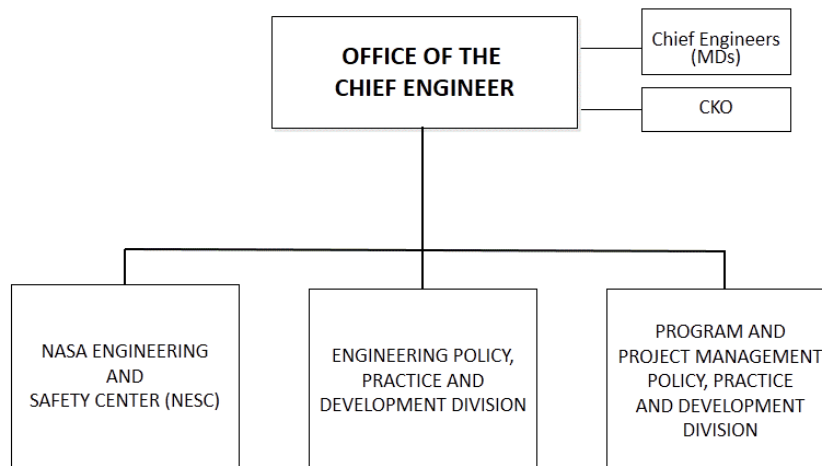 OFFICE OF THE
CHIEF ENGINEER
Chief Engineers
(MDs)
CKO
NASA ENGINEERING
AND
SAFETY CENTER (NESC)
ENGINEERING POLICY,
PRACTICE AND
DEVELOPMENT DIVISION
PROGRAM AND
PROJECT MANAGEMENT
POLICY, PRACTICE
AND DEVELOPMENT
DIVISION